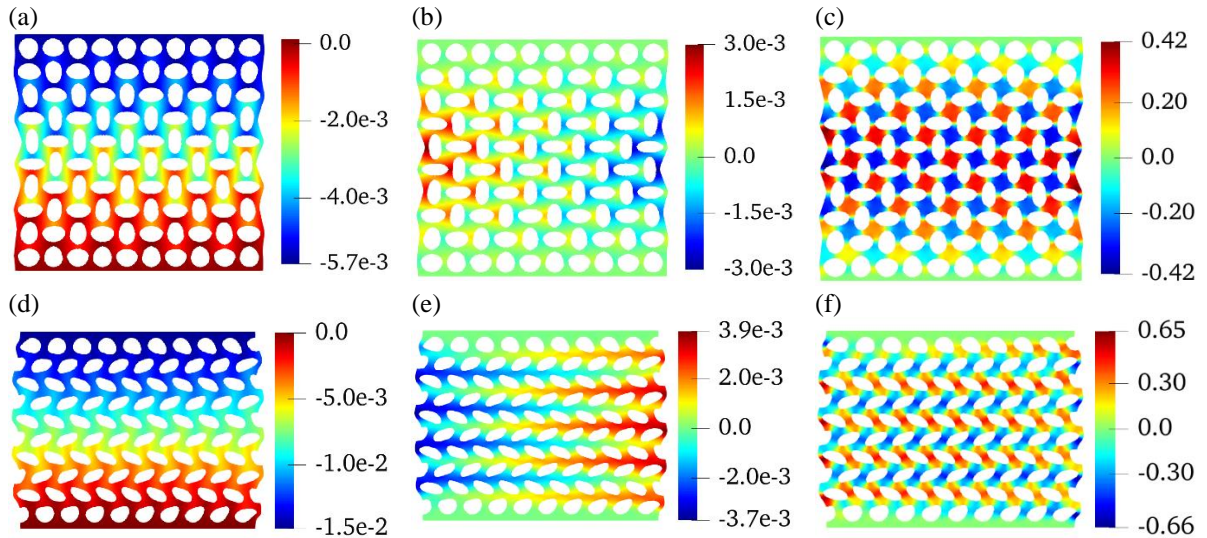 (a)
0.0
-2.0e-3
-4.0e-3
-5.7e-3
(b)
3.0e-3
1.5e-3
0.0
-1.5e-3
-3.0e-3
(c)
0.42
0.20
0.0
-0.20
-0.42
(d)
0.0
-5.0e-3
-1.0e-2
-1.5e-2
(e)
3.9e-3
2.0e-3
0.0
-2.0e-3
-3.7e-3
(f)
0.65
0.30
0.0
-0.30
-0.66